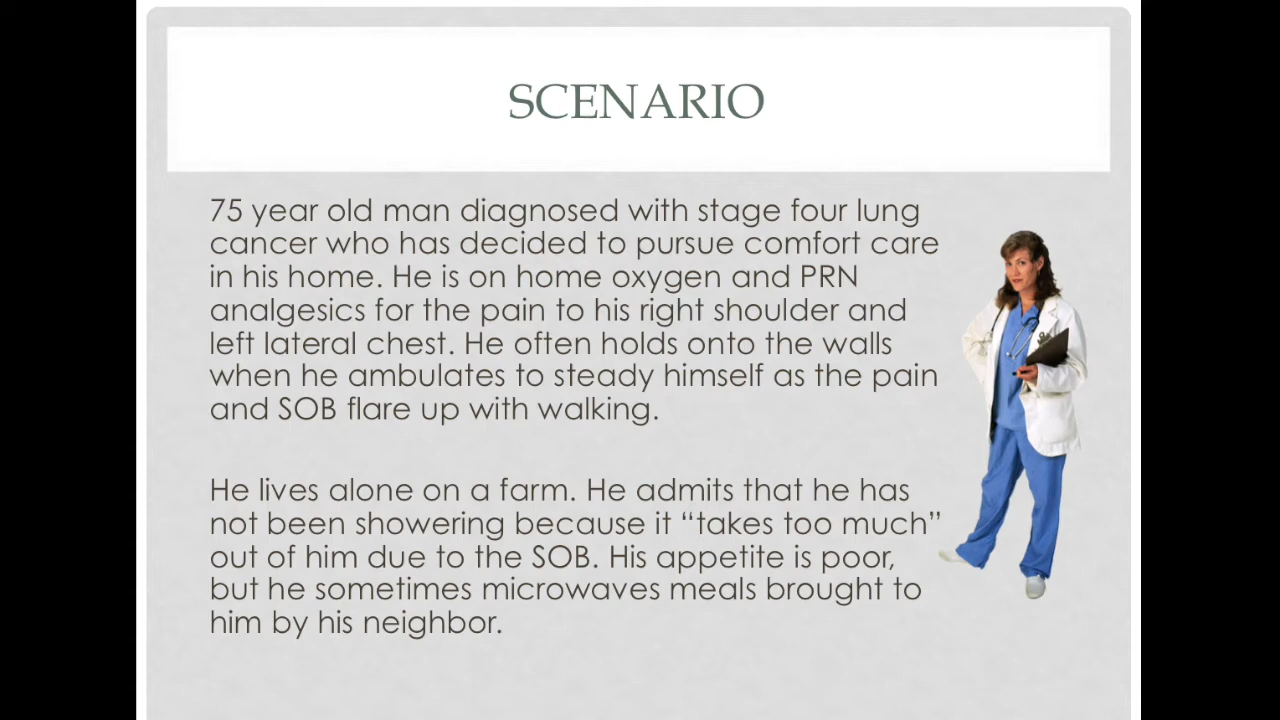 SCENARIO
75 year old man diagnosed with stage four lung
cancer who has decided to pursue comfort care
in his home. He is on home oxygen and PRN
analgesics for the pain to his right shoulder and
left lateral chest. He often holds onto the walls
when he ambulates to steady himself as the pain
and SOB flare up with walking.
He lives alone on a farm. He admits that he has
not been showering because it “takes too much”
out of him due to the SOB. His appetite is poor,
but he sometimes microwaves meals brought to
him by his neighbor.